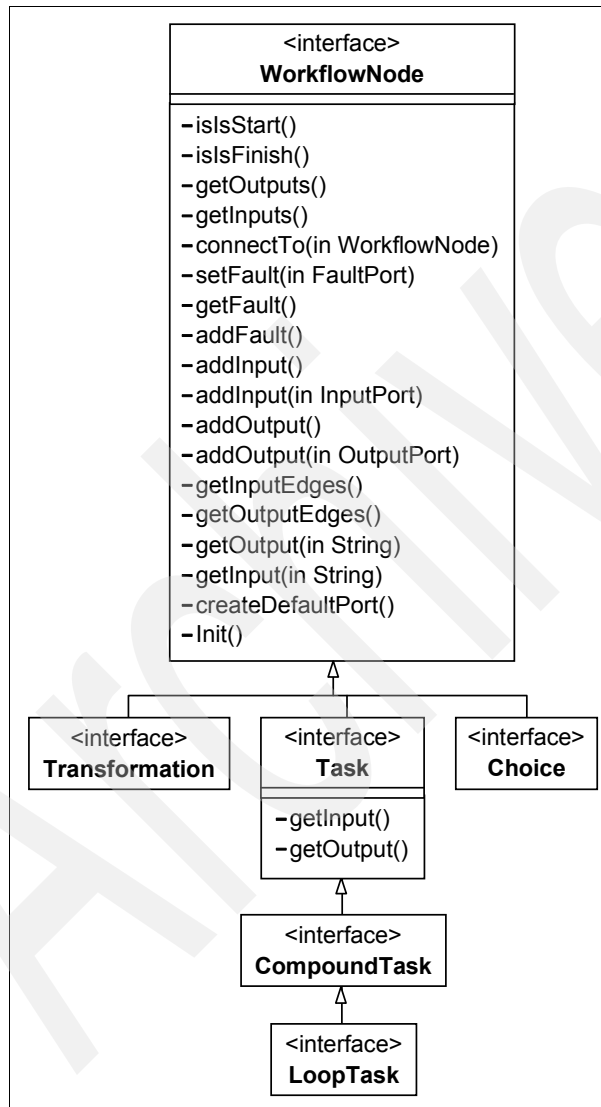 <interface>
WorkflowNode
-isIsStart()
-isIsFinish()
-getOutputs()
-getInputs()
-connectTo(in WorkflowNode)
-setFault(in FaultPort)
-getFault()
-addFault()
-addInput()
-addInput(in InputPort)
-addOutput()
-addOutput(in OutputPort)
-getInputEdges()
-getOutputEdges()
-getOutput(in String)
-getInput(in String)
-createDefaultPort()
-Init()
<interface>
Transformation
<interface>
Task
-getInput()
-getOutput()
<interface>
Choice
<interface>
CompoundTask
<interface>
LoopTask
Archive